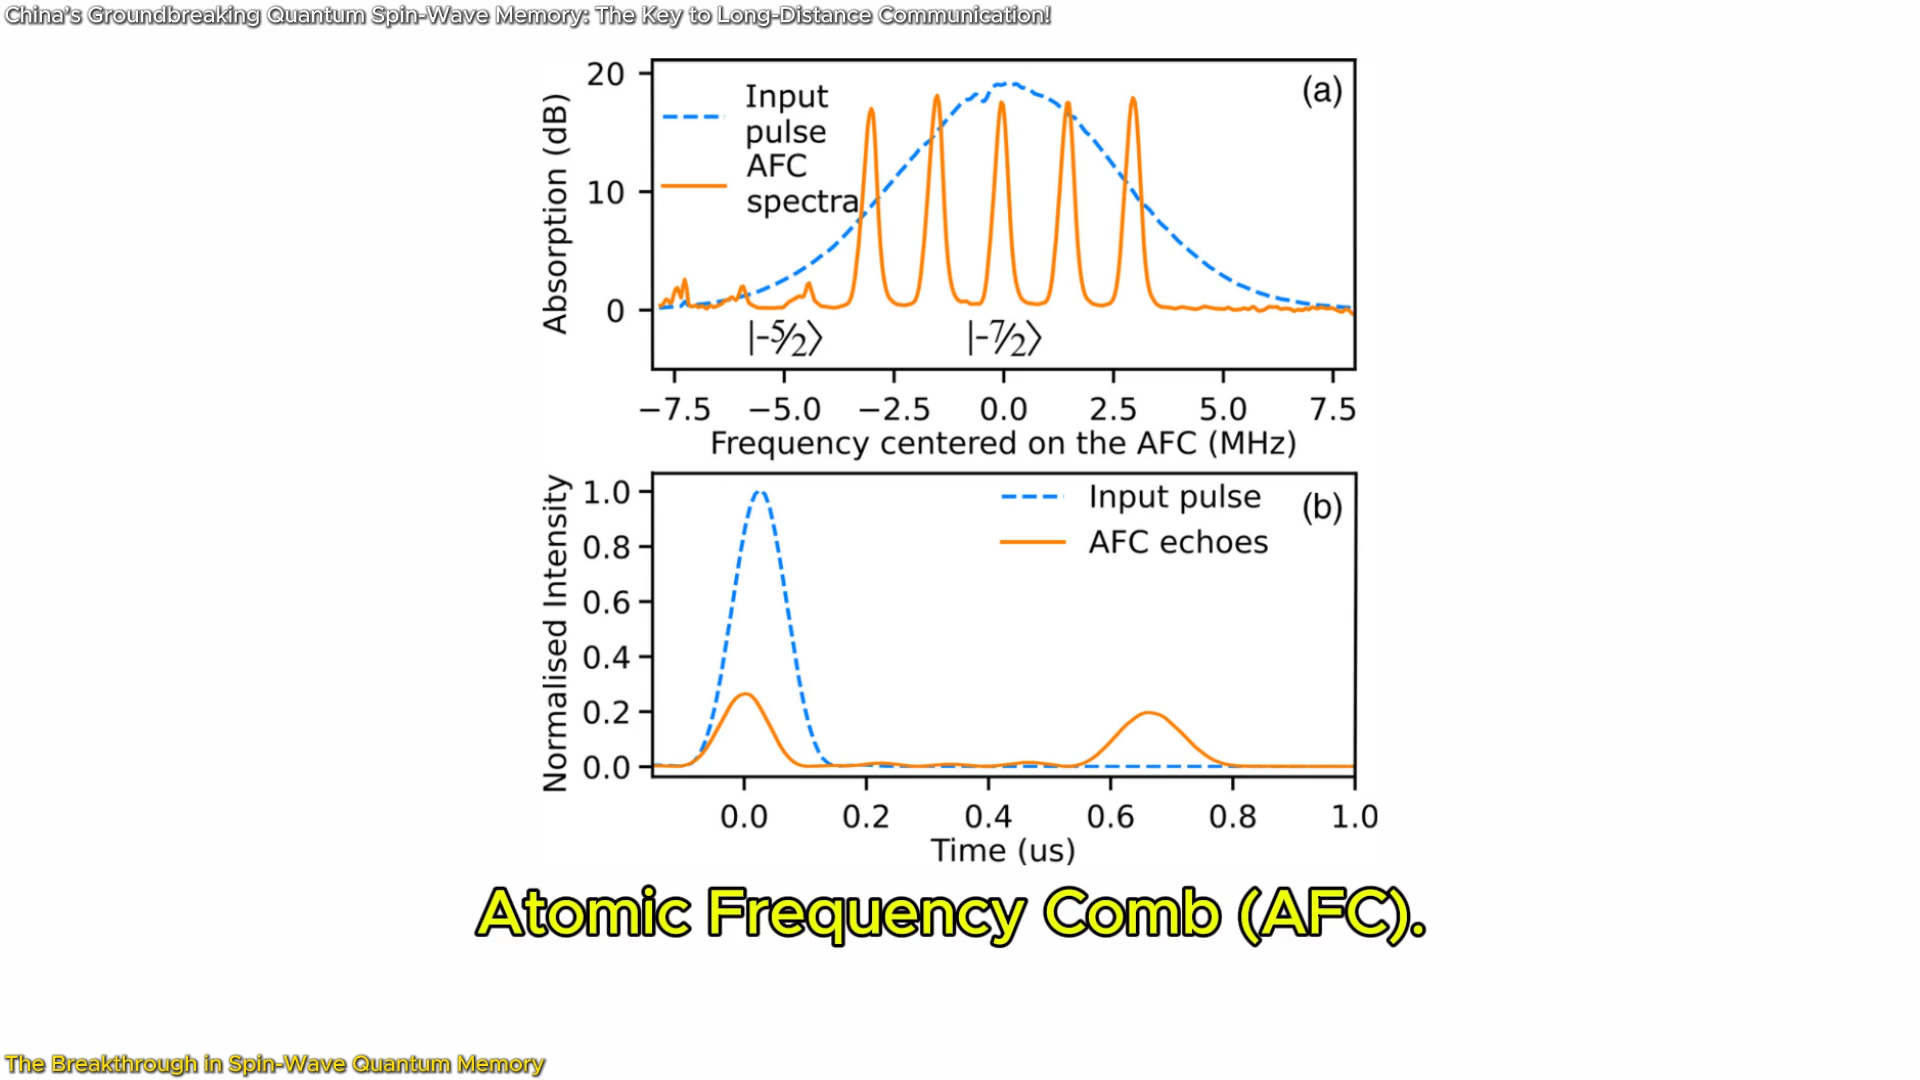 China's Groundbreaking Quantum Spin-Wave Memory: The Key to Long-Distance Communication!
Absorption (dB)
20
10
0
Input
pulse
AFC
spectra
(a)
|-5/2⟩
|-7/2⟩
−7.5 −5.0 −2.5 0.0 2.5 5.0 7.5
Frequency centered on the AFC (MHz)
Normalised Intensity
1.0
0.8
0.6
0.4
0.2
0.0
Input pulse
AFC echoes
(b)
0.0 0.2 0.4 0.6 0.8 1.0
Time (us)
Atomic Frequency Comb (AFC).
The Breakthrough in Spin-Wave Quantum Memory